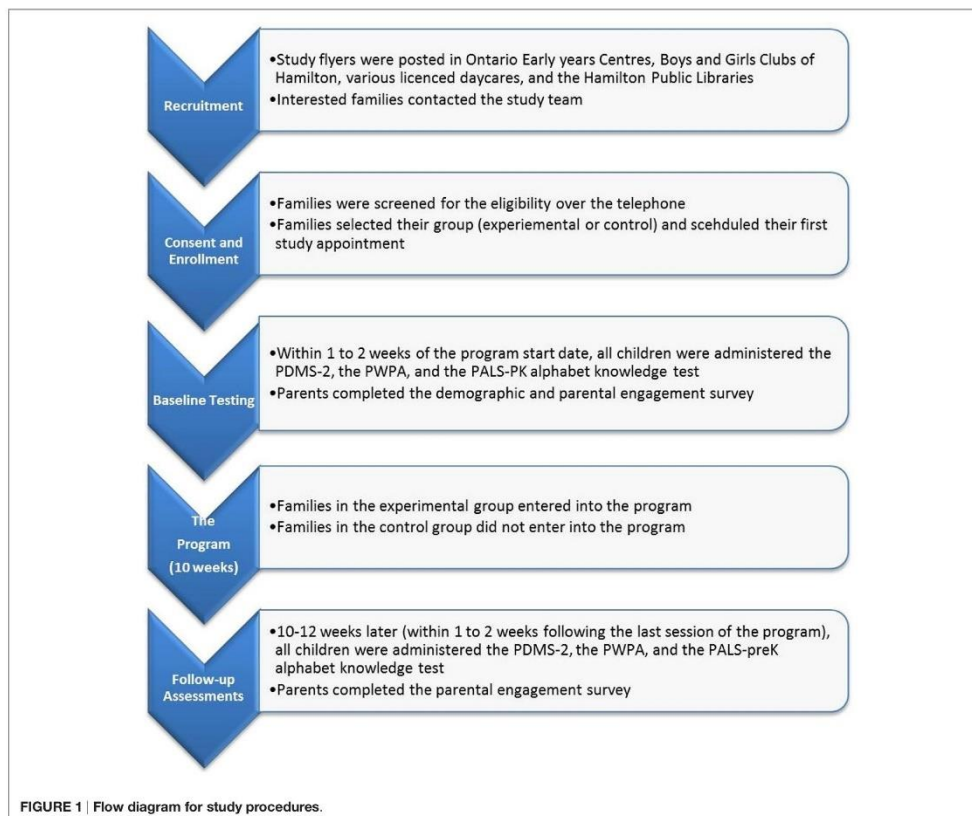 Recruitment
•Study flyers were posted in Ontario Early years Centres, Boys and Girls Clubs of
Hamilton, various licenced daycares, and the Hamilton Public Libraries
•Interested families contacted the study team
Consent and
Enrollment
•Families were screened for the eligibility over the telephone
•Families selected their group (experiemental or control) and scehduled their first
study appointment
Baseline Testing
•Within 1 to 2 weeks of the program start date, all children were administered the
PDMS-2, the PWPA, and the PALS-PK alphabet knowledge test
•Parents completed the demographic and parental engagement survey
The
Program
(10 weeks)
•Families in the experimental group entered into the program
•Families in the control group did not enter into the program
Follow-up
Assessments
•10-12 weeks later (within 1 to 2 weeks following the last session of the program),
all children were administered the PDMS-2, the PWPA, and the PALS-preK
alphabet knowledge test
•Parents completed the parental engagement survey
FIGURE 1 | Flow diagram for study procedures.